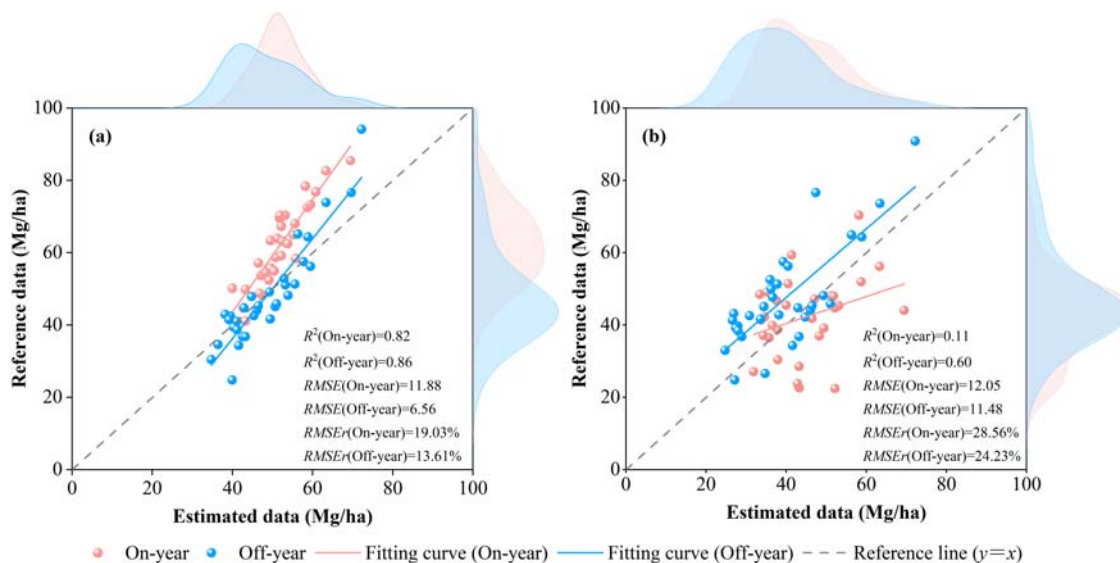 100
80
60
40
20
0
(a)
Reference data (Mg/ha)
R²(On-year)=0.82
R²(Off-year)=0.86
RMSE(On-year)=11.88
RMSE(Off-year)=6.56
RMSEr(On-year)=19.03%
RMSEr(Off-year)=13.61%
0 20 40 60 80 100
Estimated data (Mg/ha)
100
80
60
40
20
0
(b)
Reference data (Mg/ha)
R²(On-year)=0.11
R²(Off-year)=0.60
RMSE(On-year)=12.05
RMSE(Off-year)=11.48
RMSEr(On-year)=28.56%
RMSEr(Off-year)=24.23%
0 20 40 60 80 100
Estimated data (Mg/ha)
On-year Off-year Fitting curve (On-year) Fitting curve (Off-year) Reference line (y=x)